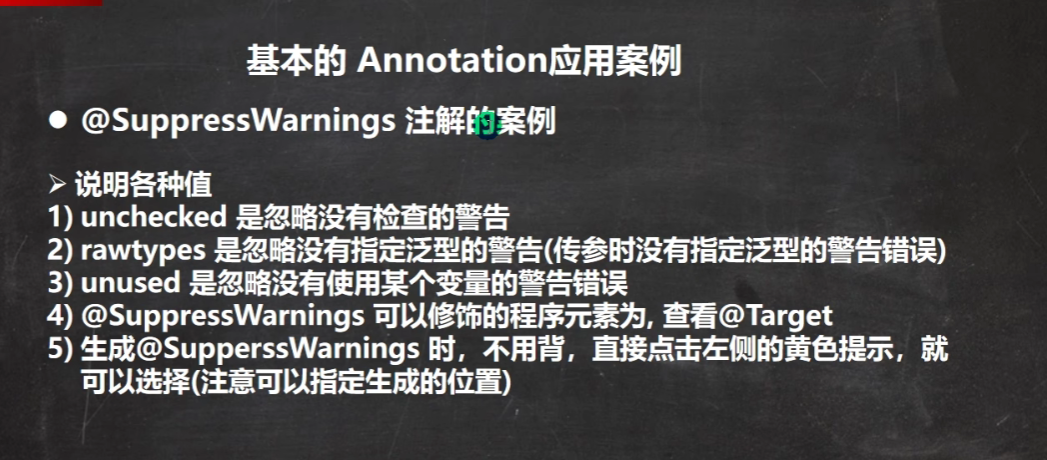 基本的 Annotation应用案例
● @SuppressWarnings 注解的案例
➢ 说明各种值
1) unchecked 是忽略没有检查的警告
2) rawtypes 是忽略没有指定泛型的警告(传参时没有指定泛型的警告错误)
3) unused 是忽略没有使用某个变量的警告错误
4) @SuppressWarnings 可以修饰的程序元素为, 查看@Target
5) 生成@SupperssWarnings 时，不用背，直接点击左侧的黄色提示，就
可以选择(注意可以指定生成的位置)